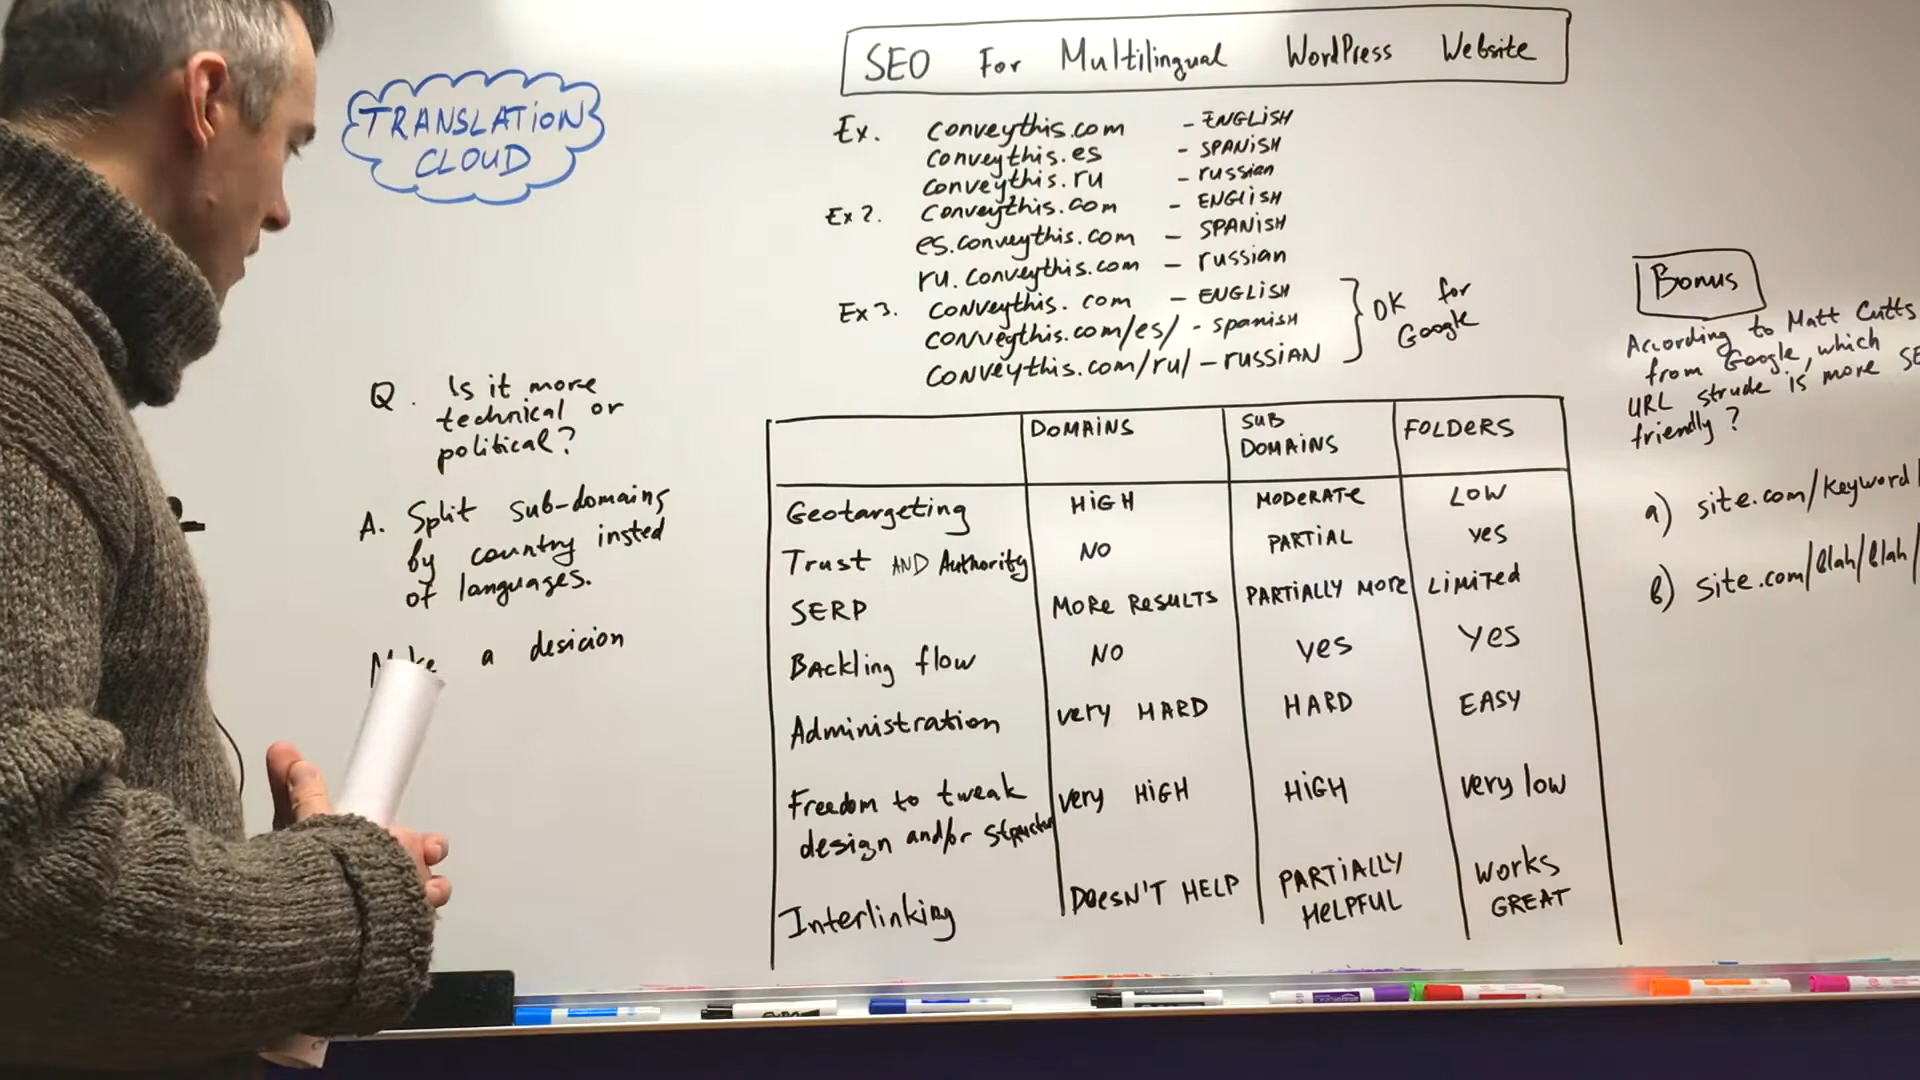 TRANSLATION
CLOUD
SEO For Multilingual WordPress Website
Ex. conveythis.com - ENGLISH
conveythis.es - SPANISH
conveythis.ru - russian
Ex 2. conveythis.com - ENGLISH
es.conveythis.com - SPANISH
ru.conveythis.com - russian
Ex 3. conveythis.com - ENGLISH
conveythis.com/es/ - spanish
conveythis.com/ru/ - RUSSIAN
OK for
Google
Q. Is it more
technical or
political?
A. Split sub-domains
by country insted
of languages.
Make a desicion
DOMAINS SUB DOMAINS FOLDERS
Geotargeting HIGH MODERATE LOW
Trust AND Authority NO PARTIAL yes
SERP MORE RESULTS PARTIALLY MORE LIMITED
Backling flow NO yes Yes
Administration very HARD HARD EASY
Freedom to tweak
design and/or very HIGH HIGH very low
Interlinking DOESN'T HELP PARTIALLY HELPFUL WORKS GREAT
Bonus
According to Matt Cutts
from Google, which
URL is more
friendly?
a) site.com/keyword
b) site.com/blah/blah/